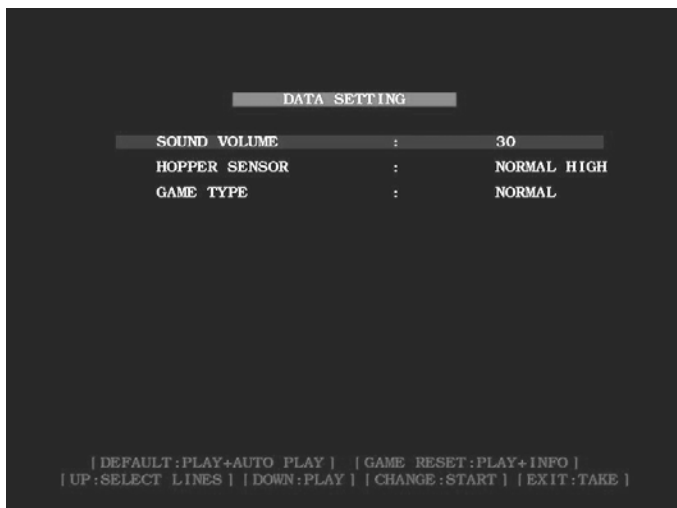 DATA SETTING
SOUND VOLUME : 30
HOPPER SENSOR : NORMAL HIGH
GAME TYPE : NORMAL
[DEFAULT:PLAY+AUTO PLAY] [GAME RESET:PLAY+INFO]
[UP:SELECT LINES] [DOWN:PLAY] [CHANGE:START] [EXIT:TAKE]